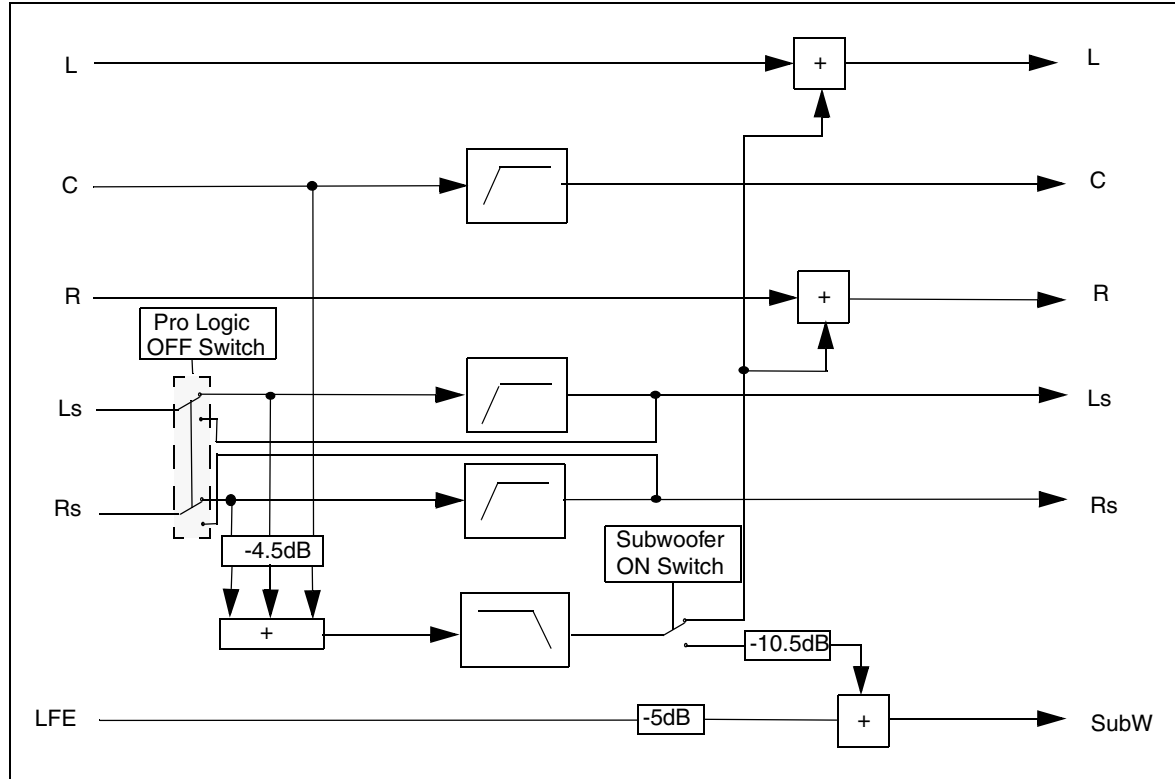 L
+
L
C
C
R
+
R
Pro Logic
OFF Switch
Ls
Ls
Rs
Rs
-4.5dB
Subwoofer
ON Switch
+
-10.5dB
LFE
-5dB
+
SubW